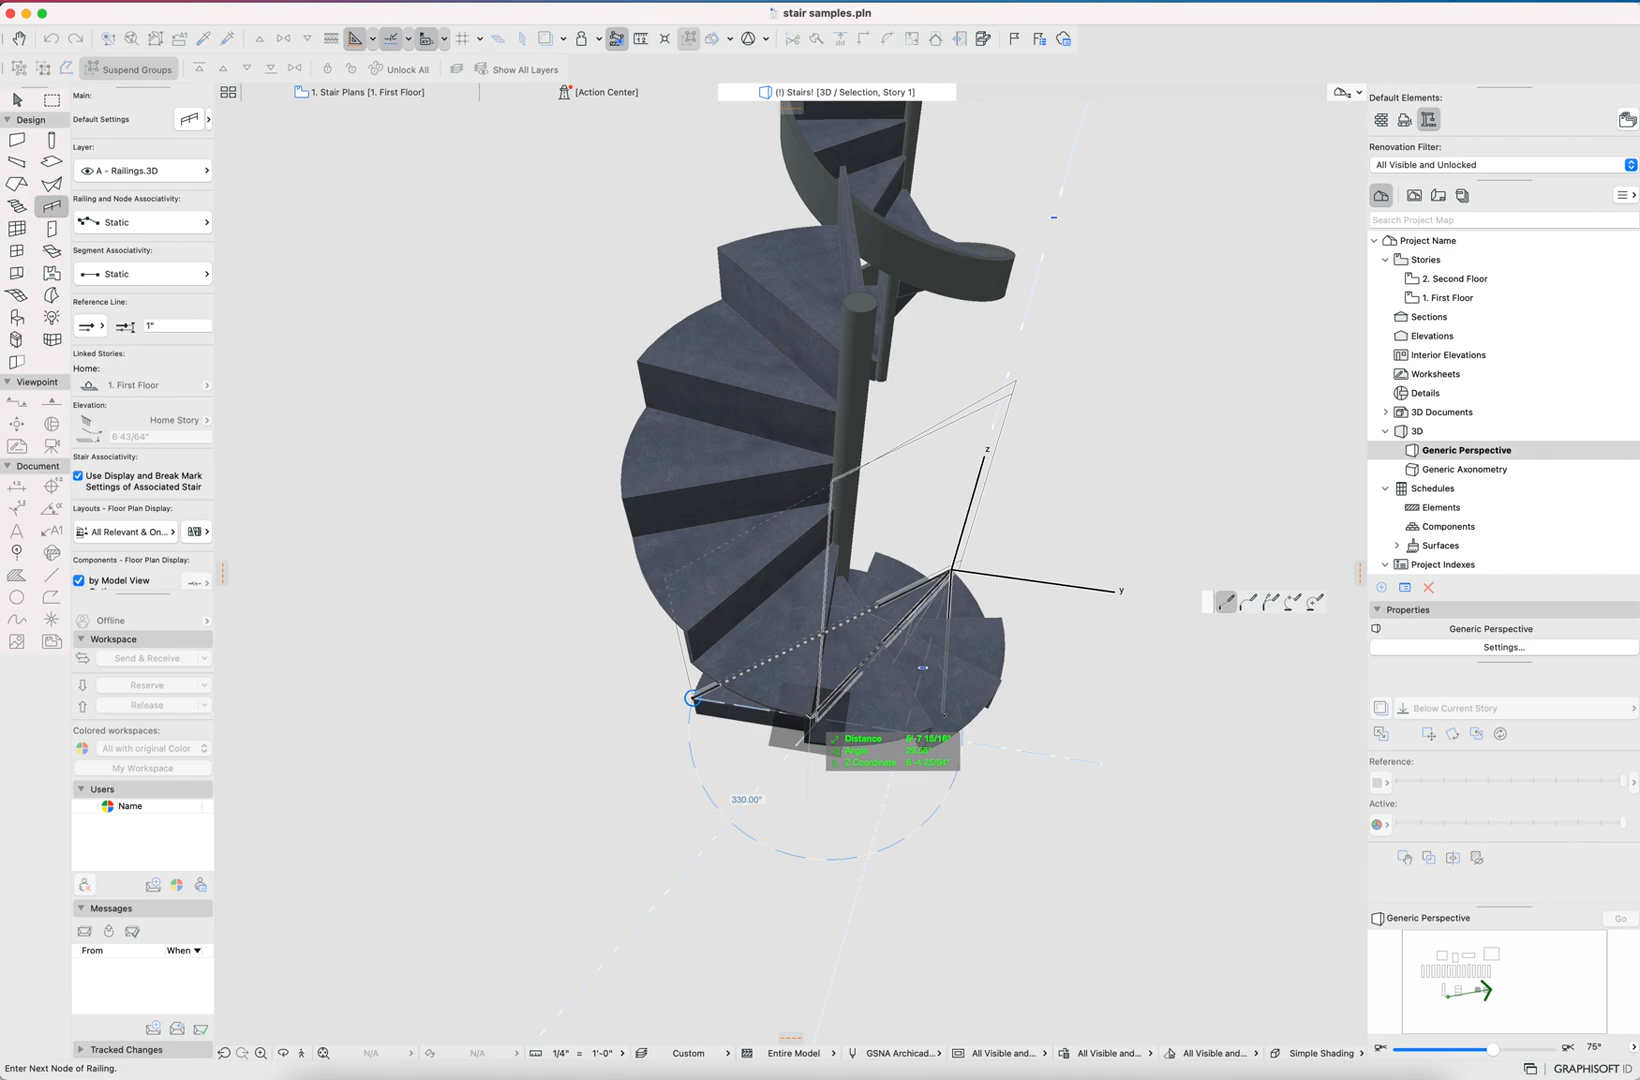 stair samples.pln
Suspend Groups
Unlock All
Show All Layers
1. Stair Plans [1. First Floor]
[Action Center]
(!) Stairs! [3D / Selection, Story 1]
Main:
Default Settings
Design
Layer:
A - Railings.3D
Railing and Node Associativity:
Static
Segment Associativity:
Static
Reference Line:
1"
Linked Stories:
Home:
1. First Floor
Viewpoint
Elevation:
Home Story
6 43/64"
Stair Associativity:
Use Display and Break Mark
Settings of Associated Stair
Document
Layouts - Floor Plan Display:
All Relevant & On...
Components - Floor Plan Display:
by Model View
Offline
Workspace
Send & Receive
Reserve
Release
Colored workspaces:
All with original Color
My Workspace
Users
Name
Messages
From
When
Tracked Changes
z
y
Distance
Angle
Z Coordinate
330.00°
Default Elements:
Renovation Filter:
All Visible and Unlocked
Search Project Map
Project Name
Stories
2. Second Floor
1. First Floor
Sections
Elevations
Interior Elevations
Worksheets
Details
3D Documents
3D
Generic Perspective
Generic Axonometry
Schedules
Elements
Components
Surfaces
Project Indexes
Properties
Generic Perspective
Settings...
Below Current Story
Reference:
Active:
Generic Perspective
Go
N/A
N/A
1/4"
=
1'-0"
Custom
Entire Model
GSNA Archicad...
All Visible and...
All Visible and...
All Visible and...
Simple Shading
75°
Enter Next Node of Railing.
GRAPHISOFT ID